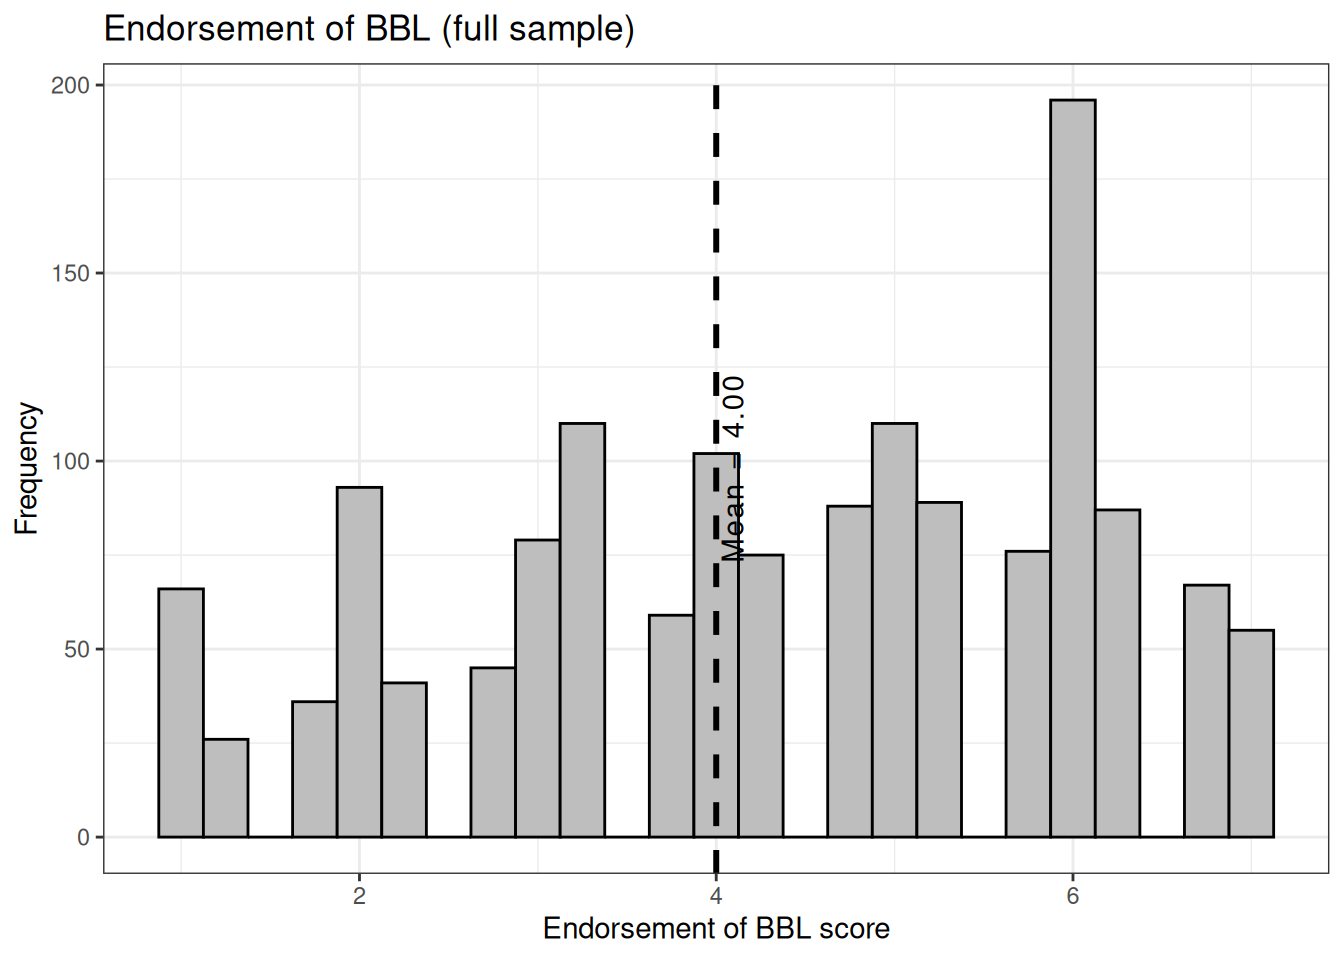 Endorsement of BBL (full sample)
200
150
100
50
0
Frequency
Mean = 4.00
2 4 6
Endorsement of BBL score